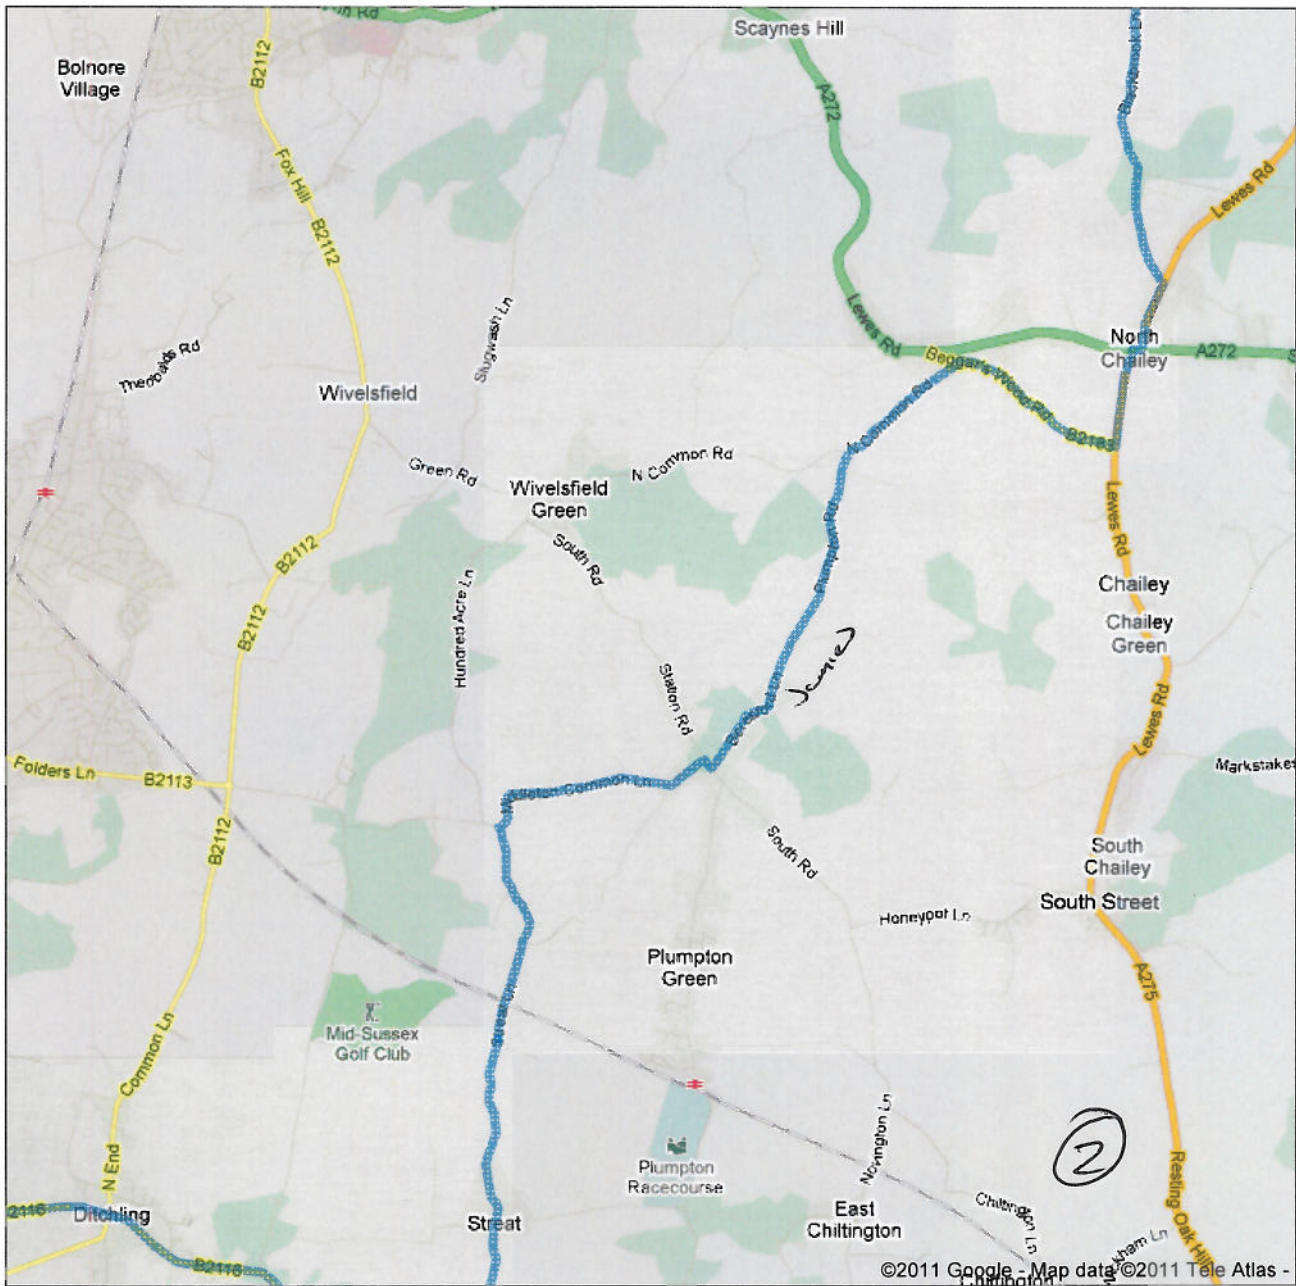 Scaynes Hill
B2112
Bolnore
Village
A272
Fox Hill
B2112
Lewes Rd
Slugwash Ln
Lewes Rd
North
Chailey
A272
Theobalds Rd
Beggar's Wood Rd
Wivelsfield
N Common Rd
B2183
Green Rd
N Common Rd
Wivelsfield
Green
Lewes Rd
South Rd
Plumpton Rd
B2112
Hundred Acre Ln
Chailey
B2112
Chailey
Green
Jamie
Station Rd
Lewes Rd
Folders Ln
B2113
Middleton Common Ln
Markstakes
B2112
South Rd
South
Chailey
South Street
Honeypot Ln
Plumpton
Green
A275
Mid-Sussex
Golf Club
Common Ln
Novington Ln
2
N End
Plumpton
Racecourse
Resting Oak Hill
Ditchling
Streat
East
Chiltington
Chiltington Ln
B2116
©2011 Google - Map data ©2011 Tele Atlas -